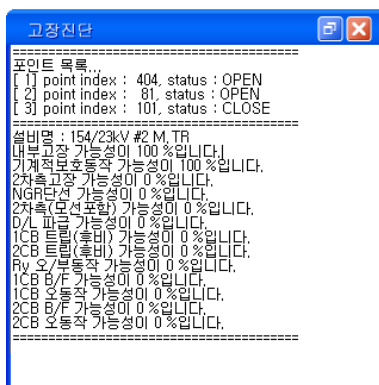 고장진단
========================================
포인트 목록...
[ 1] point index : 404, status : OPEN
[ 2] point index : 81, status : OPEN
[ 3] point index : 101, status : CLOSE
========================================
설비명 : 154/23kV #2 M.TR
내부고장 가능성이 100 %입니다.
기계적보호동작 가능성이 100 %입니다.
2차측고장 가능성이 0 %입니다.
NGR단선 가능성이 0 %입니다.
2차측(모선포함) 가능성이 0 %입니다.
D/L 파급 가능성이 0 %입니다.
1CB 트립(후비) 가능성이 0 %입니다.
2CB 트립(후비) 가능성이 0 %입니다.
Ry 오/부동작 가능성이 0 %입니다.
1CB B/F 가능성이 0 %입니다.
1CB 오동작 가능성이 0 %입니다.
2CB B/F 가능성이 0 %입니다.
2CB 오동작 가능성이 0 %입니다.
========================================